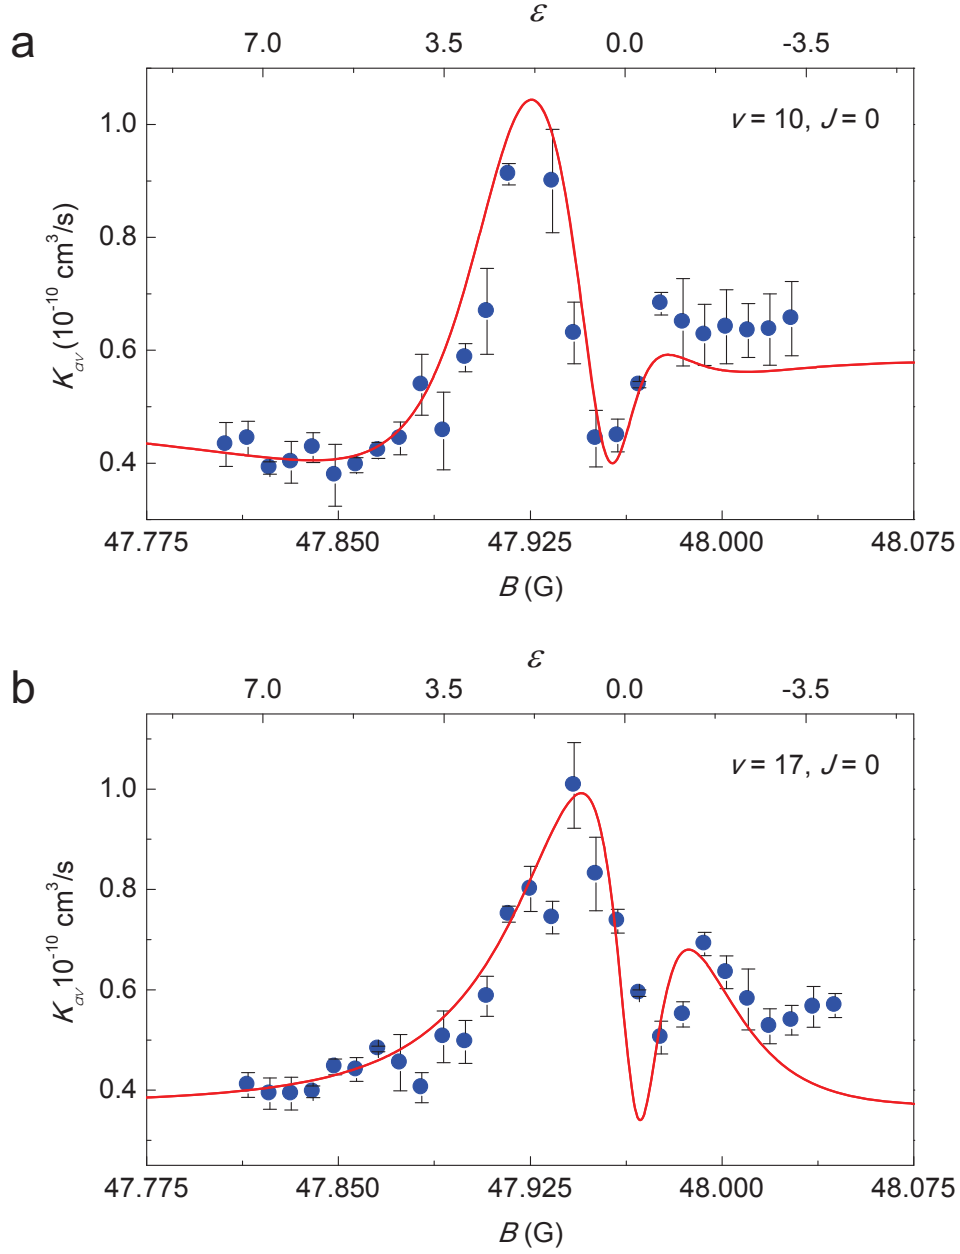 ε
a
7.0 3.5 0.0 -3.5
v = 10, J = 0
1.0
0.8
0.6
0.4
K_av (10^-10 cm^3/s)
47.775 47.850 47.925 48.000 48.075
B (G)
ε
b
7.0 3.5 0.0 -3.5
v = 17, J = 0
1.0
0.8
0.6
0.4
K_av 10^-10 cm^3/s
47.775 47.850 47.925 48.000 48.075
B (G)